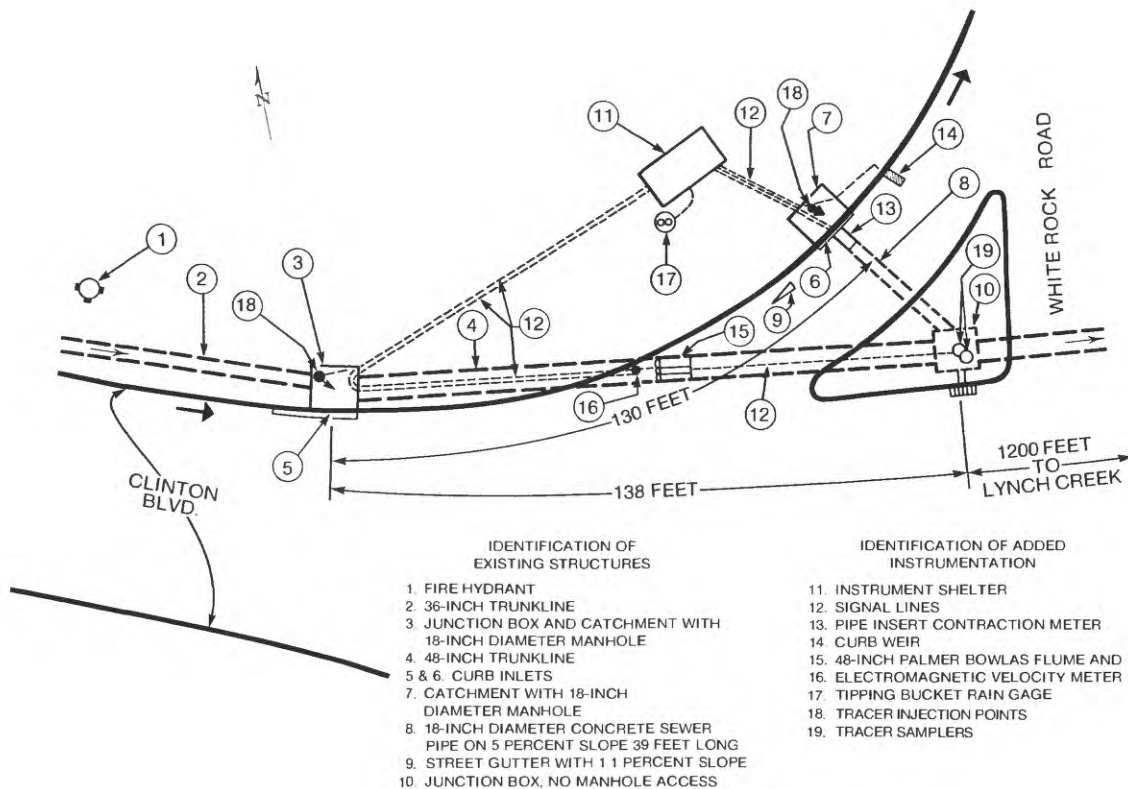 N
11
12
18
7
14
13
8
19
10
1
2
18
3
12
4
17
9
6
15
16
12
5
WHITE ROCK ROAD
CLINTON
BLVD.
130 FEET
138 FEET
1200 FEET
TO
LYNCH CREEK
IDENTIFICATION OF
EXISTING STRUCTURES
1. FIRE HYDRANT
2. 36-INCH TRUNKLINE
3. JUNCTION BOX AND CATCHMENT WITH
18-INCH DIAMETER MANHOLE
4. 48-INCH TRUNKLINE
5 & 6. CURB INLETS
7. CATCHMENT WITH 18-INCH
DIAMETER MANHOLE
8. 18-INCH DIAMETER CONCRETE SEWER
PIPE ON 5 PERCENT SLOPE 39 FEET LONG
9. STREET GUTTER WITH 1 1 PERCENT SLOPE
10. JUNCTION BOX, NO MANHOLE ACCESS
IDENTIFICATION OF ADDED
INSTRUMENTATION
11. INSTRUMENT SHELTER
12. SIGNAL LINES
13. PIPE INSERT CONTRACTION METER
14. CURB WEIR
15. 48-INCH PALMER BOWLAS FLUME AND
16. ELECTROMAGNETIC VELOCITY METER
17. TIPPING BUCKET RAIN GAGE
18. TRACER INJECTION POINTS
19. TRACER SAMPLERS